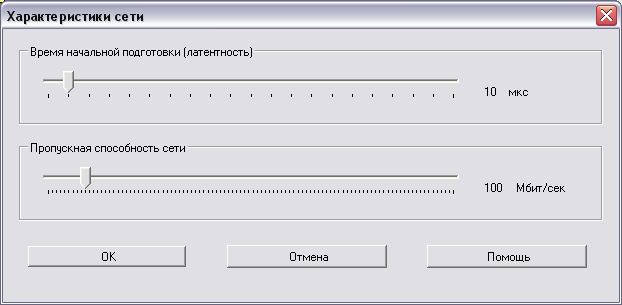 Характеристики сети
Время начальной подготовки (латентность)
10 мкс
Пропускная способность сети
100 Мбит/сек
OK Отмена Помощь